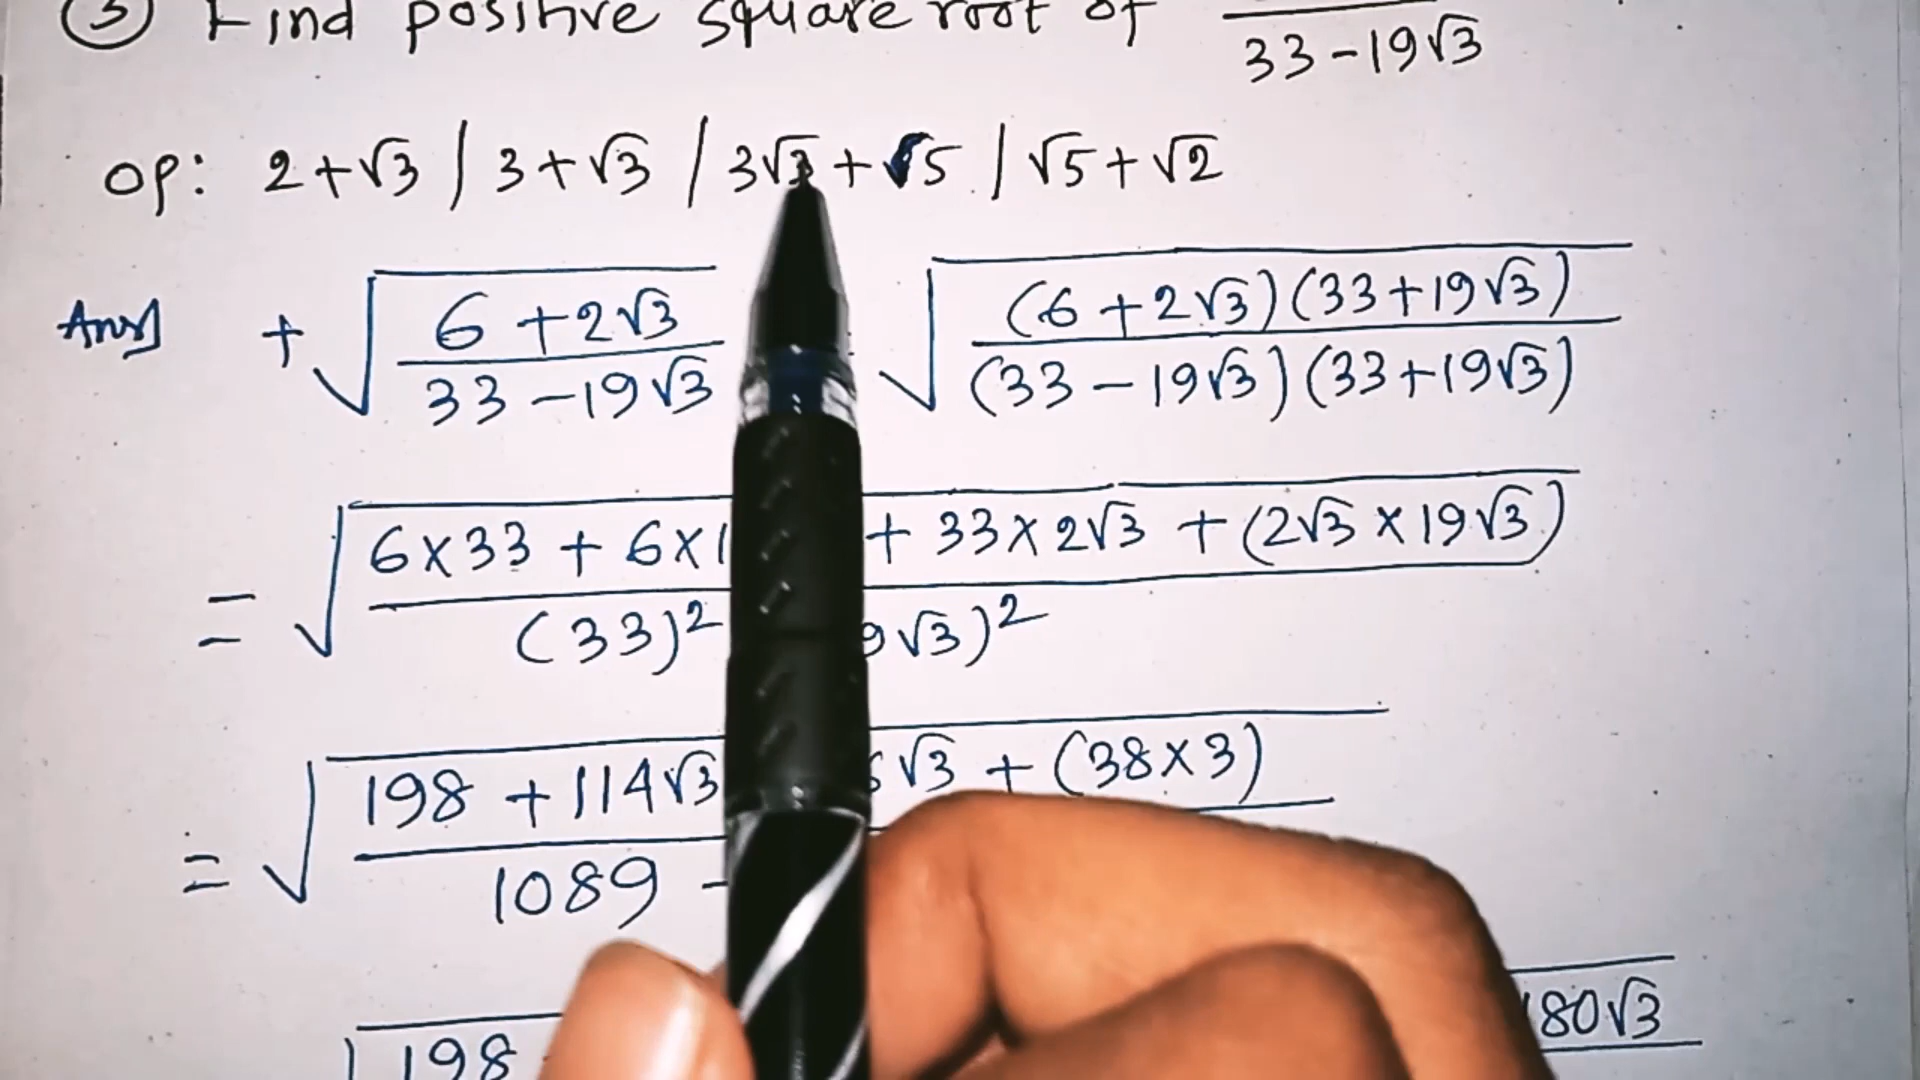 ③ Find positive square root of
33-19√3
op: 2+√3 / 3+√3 / 3√3+√5 / √5+√2
Ans
+√ 6+2√3 / 33-19√3 √ (6+2√3)(33+19√3) / (33-19√3)(33+19√3)
= √ 6×33 + 6×1 + 33×2√3 + (2√3×19√3) / (33)² 9√3)²
= √ 198 + 114√3 √3 + (38×3) / 1089 -
√ 198 180√3